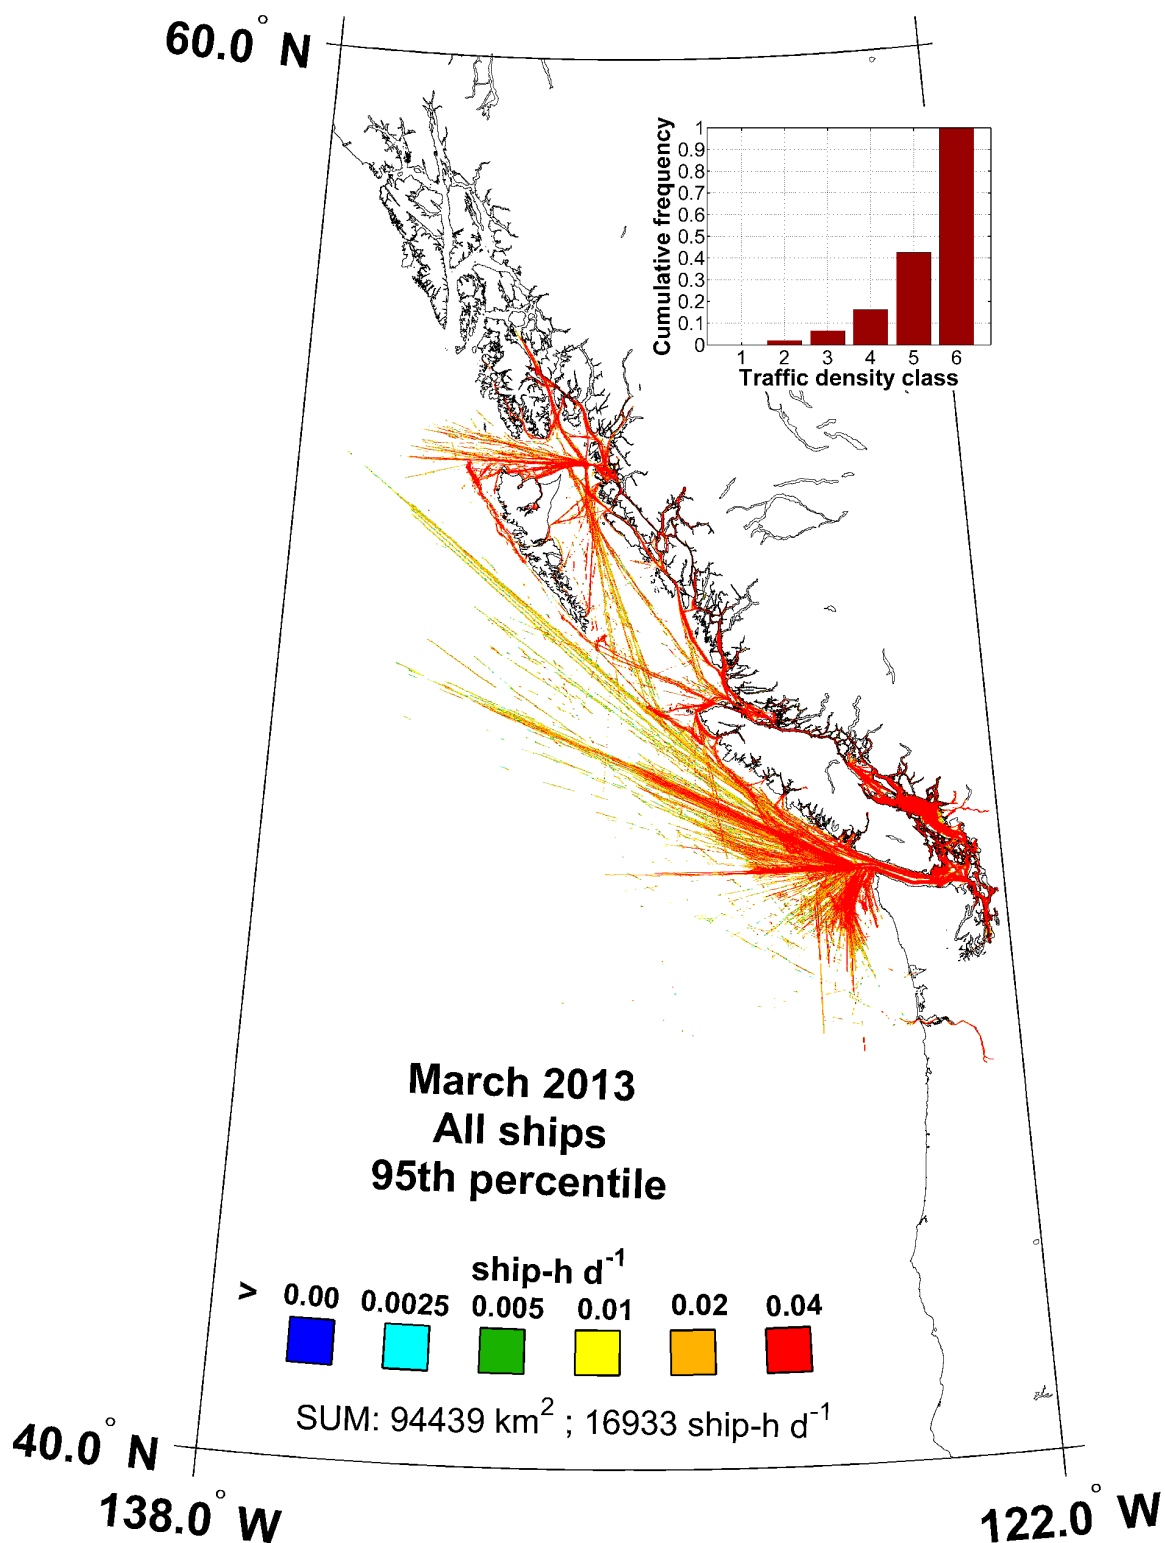 60.0° N
Cumulative frequency
1
0.9
0.8
0.7
0.6
0.5
0.4
0.3
0.2
0.1
0
1 2 3 4 5 6
Traffic density class
March 2013
All ships
95th percentile
ship-h d⁻¹
> 0.00 0.0025 0.005 0.01 0.02 0.04
SUM: 94439 km² ; 16933 ship-h d⁻¹
40.0° N
138.0° W
122.0° W